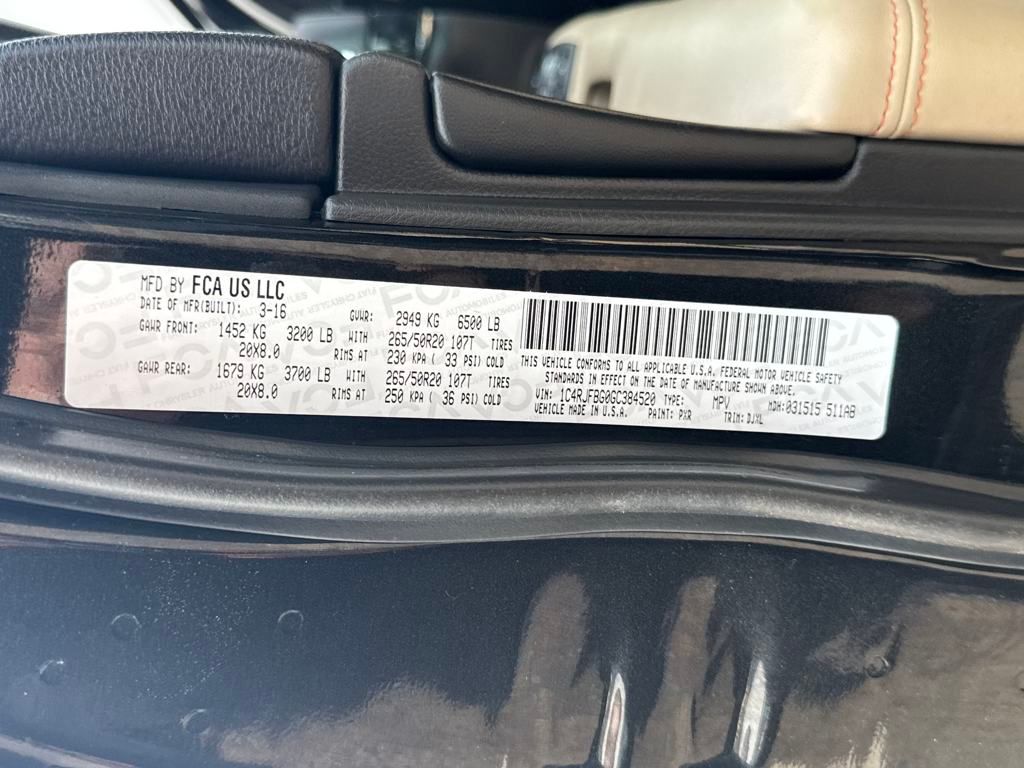 MFD BY FCA US LLC
DATE OF MFR(BUILT): 3-16 GVWR: 2949 KG 6500 LB
GAWR FRONT: 1452 KG 3200 LB WITH 265/50R20 107T TIRES
20X8.0 RIMS AT 230 KPA ( 33 PSI) COLD
GAWR REAR: 1679 KG 3700 LB WITH 265/50R20 107T TIRES
20X8.0 RIMS AT 250 KPA ( 36 PSI) COLD
THIS VEHICLE CONFORMS TO ALL APPLICABLE U.S.A. FEDERAL MOTOR VEHICLE SAFETY
STANDARDS IN EFFECT ON THE DATE OF MANUFACTURE SHOWN ABOVE.
VIN: 1C4RJFBG0GC384520 TYPE: MPV MDH: 031515 511AB
VEHICLE MADE IN U.S.A. PAINT: PXR TRIM: DJXL